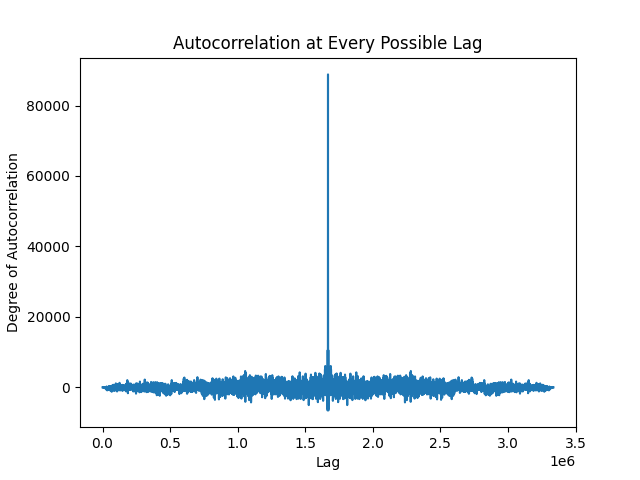 Autocorrelation at Every Possible Lag
Degree of Autocorrelation
80000
60000
40000
20000
0
0.0 0.5 1.0 1.5 2.0 2.5 3.0 3.5
1e6
Lag